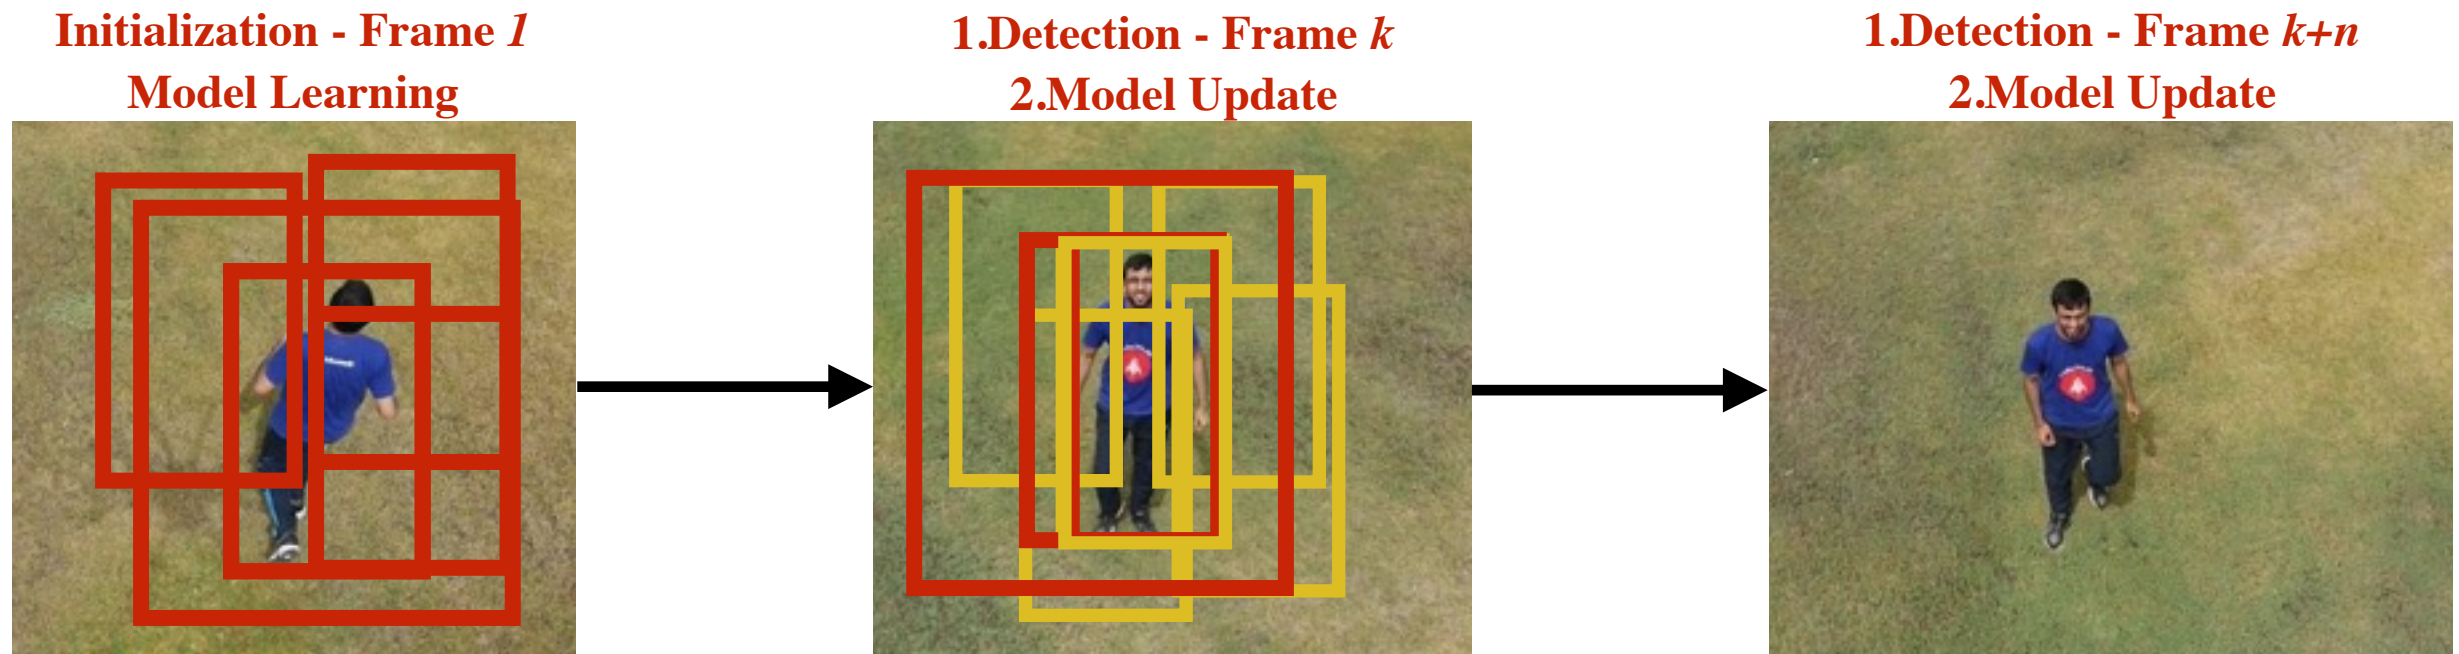 Initialization - Frame 1
Model Learning
1.Detection - Frame k
2.Model Update
1.Detection - Frame k+n
2.Model Update